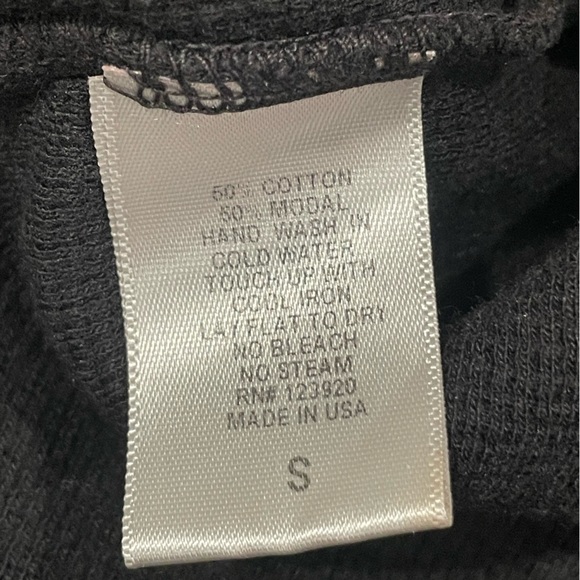 50% COTTON
50% MODAL
HAND WASH IN
COLD WATER
TOUCH UP WITH
COOL IRON
LAY FLAT TO DRY
NO BLEACH
NO STEAM
RN# 123920
MADE IN USA
S